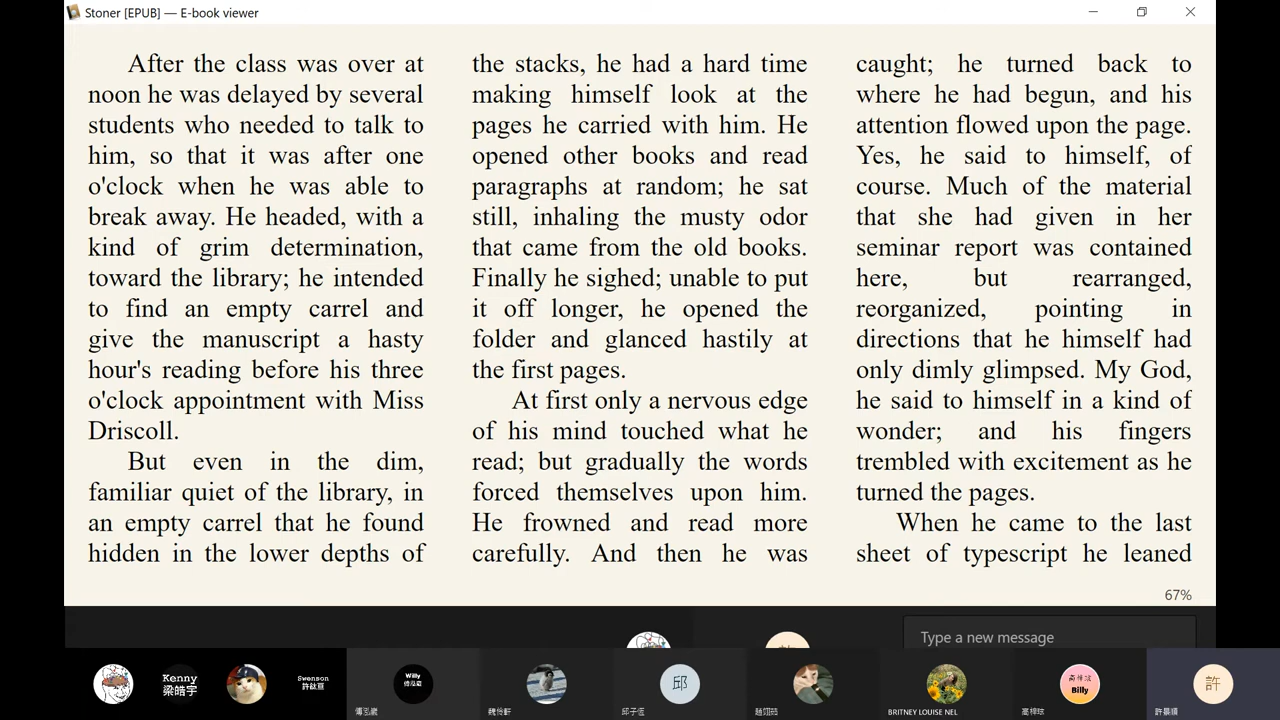 Stoner [EPUB] — E-book viewer
After the class was over at
noon he was delayed by several
students who needed to talk to
him, so that it was after one
o'clock when he was able to
break away. He headed, with a
kind of grim determination,
toward the library; he intended
to find an empty carrel and
give the manuscript a hasty
hour's reading before his three
o'clock appointment with Miss
Driscoll.
But even in the dim,
familiar quiet of the library, in
an empty carrel that he found
hidden in the lower depths of
the stacks, he had a hard time
making himself look at the
pages he carried with him. He
opened other books and read
paragraphs at random; he sat
still, inhaling the musty odor
that came from the old books.
Finally he sighed; unable to put
it off longer, he opened the
folder and glanced hastily at
the first pages.
At first only a nervous edge
of his mind touched what he
read; but gradually the words
forced themselves upon him.
He frowned and read more
carefully. And then he was
caught; he turned back to
where he had begun, and his
attention flowed upon the page.
Yes, he said to himself, of
course. Much of the material
that she had given in her
seminar report was contained
here, but rearranged,
reorganized, pointing in
directions that he himself had
only dimly glimpsed. My God,
he said to himself in a kind of
wonder; and his fingers
trembled with excitement as he
turned the pages.
When he came to the last
sheet of typescript he leaned
67%
Type a new message
Kenny
梁皓宇
Swenson
Willy
邱
Billy
許
邱子恆
BRITNEY LOUISE NEL